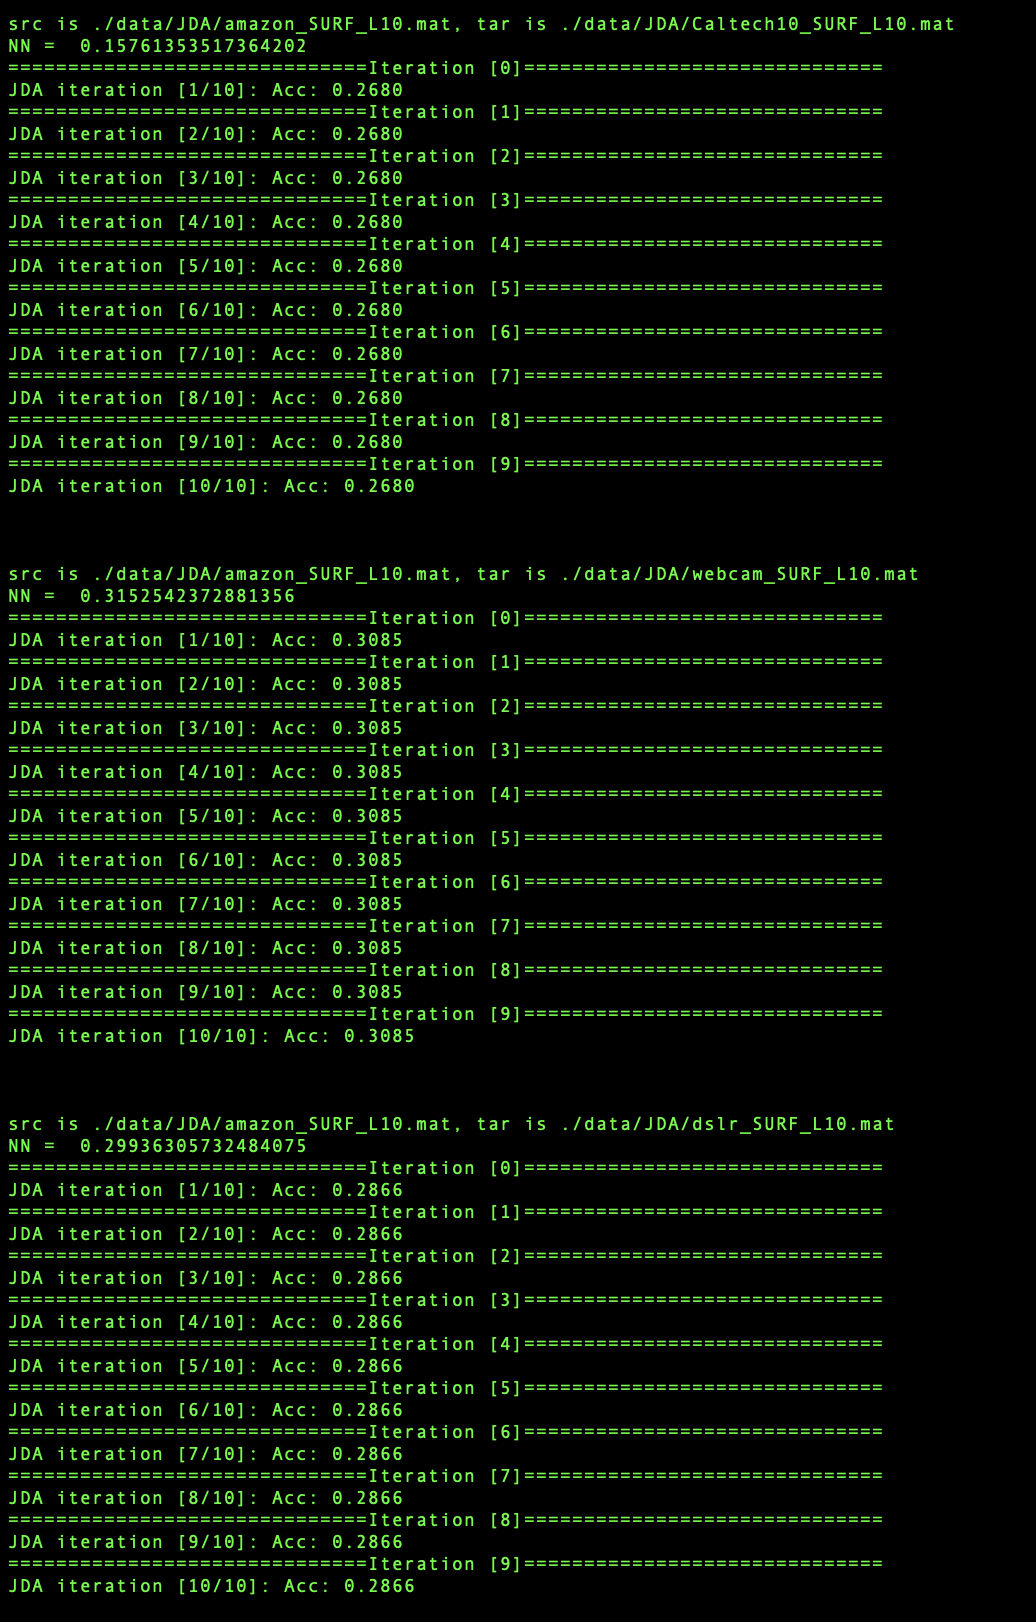 src is ./data/JDA/amazon_SURF_L10.mat, tar is ./data/JDA/Caltech10_SURF_L10.mat
NN =  0.15761353517364202
==============================Iteration [0]==============================
JDA iteration [1/10]: Acc: 0.2680
==============================Iteration [1]==============================
JDA iteration [2/10]: Acc: 0.2680
==============================Iteration [2]==============================
JDA iteration [3/10]: Acc: 0.2680
==============================Iteration [3]==============================
JDA iteration [4/10]: Acc: 0.2680
==============================Iteration [4]==============================
JDA iteration [5/10]: Acc: 0.2680
==============================Iteration [5]==============================
JDA iteration [6/10]: Acc: 0.2680
==============================Iteration [6]==============================
JDA iteration [7/10]: Acc: 0.2680
==============================Iteration [7]==============================
JDA iteration [8/10]: Acc: 0.2680
==============================Iteration [8]==============================
JDA iteration [9/10]: Acc: 0.2680
==============================Iteration [9]==============================
JDA iteration [10/10]: Acc: 0.2680
src is ./data/JDA/amazon_SURF_L10.mat, tar is ./data/JDA/webcam_SURF_L10.mat
NN =  0.3152542372881356
==============================Iteration [0]==============================
JDA iteration [1/10]: Acc: 0.3085
==============================Iteration [1]==============================
JDA iteration [2/10]: Acc: 0.3085
==============================Iteration [2]==============================
JDA iteration [3/10]: Acc: 0.3085
==============================Iteration [3]==============================
JDA iteration [4/10]: Acc: 0.3085
==============================Iteration [4]==============================
JDA iteration [5/10]: Acc: 0.3085
==============================Iteration [5]==============================
JDA iteration [6/10]: Acc: 0.3085
==============================Iteration [6]==============================
JDA iteration [7/10]: Acc: 0.3085
==============================Iteration [7]==============================
JDA iteration [8/10]: Acc: 0.3085
==============================Iteration [8]==============================
JDA iteration [9/10]: Acc: 0.3085
==============================Iteration [9]==============================
JDA iteration [10/10]: Acc: 0.3085
src is ./data/JDA/amazon_SURF_L10.mat, tar is ./data/JDA/dslr_SURF_L10.mat
NN =  0.29936305732484075
==============================Iteration [0]==============================
JDA iteration [1/10]: Acc: 0.2866
==============================Iteration [1]==============================
JDA iteration [2/10]: Acc: 0.2866
==============================Iteration [2]==============================
JDA iteration [3/10]: Acc: 0.2866
==============================Iteration [3]==============================
JDA iteration [4/10]: Acc: 0.2866
==============================Iteration [4]==============================
JDA iteration [5/10]: Acc: 0.2866
==============================Iteration [5]==============================
JDA iteration [6/10]: Acc: 0.2866
==============================Iteration [6]==============================
JDA iteration [7/10]: Acc: 0.2866
==============================Iteration [7]==============================
JDA iteration [8/10]: Acc: 0.2866
==============================Iteration [8]==============================
JDA iteration [9/10]: Acc: 0.2866
==============================Iteration [9]==============================
JDA iteration [10/10]: Acc: 0.2866